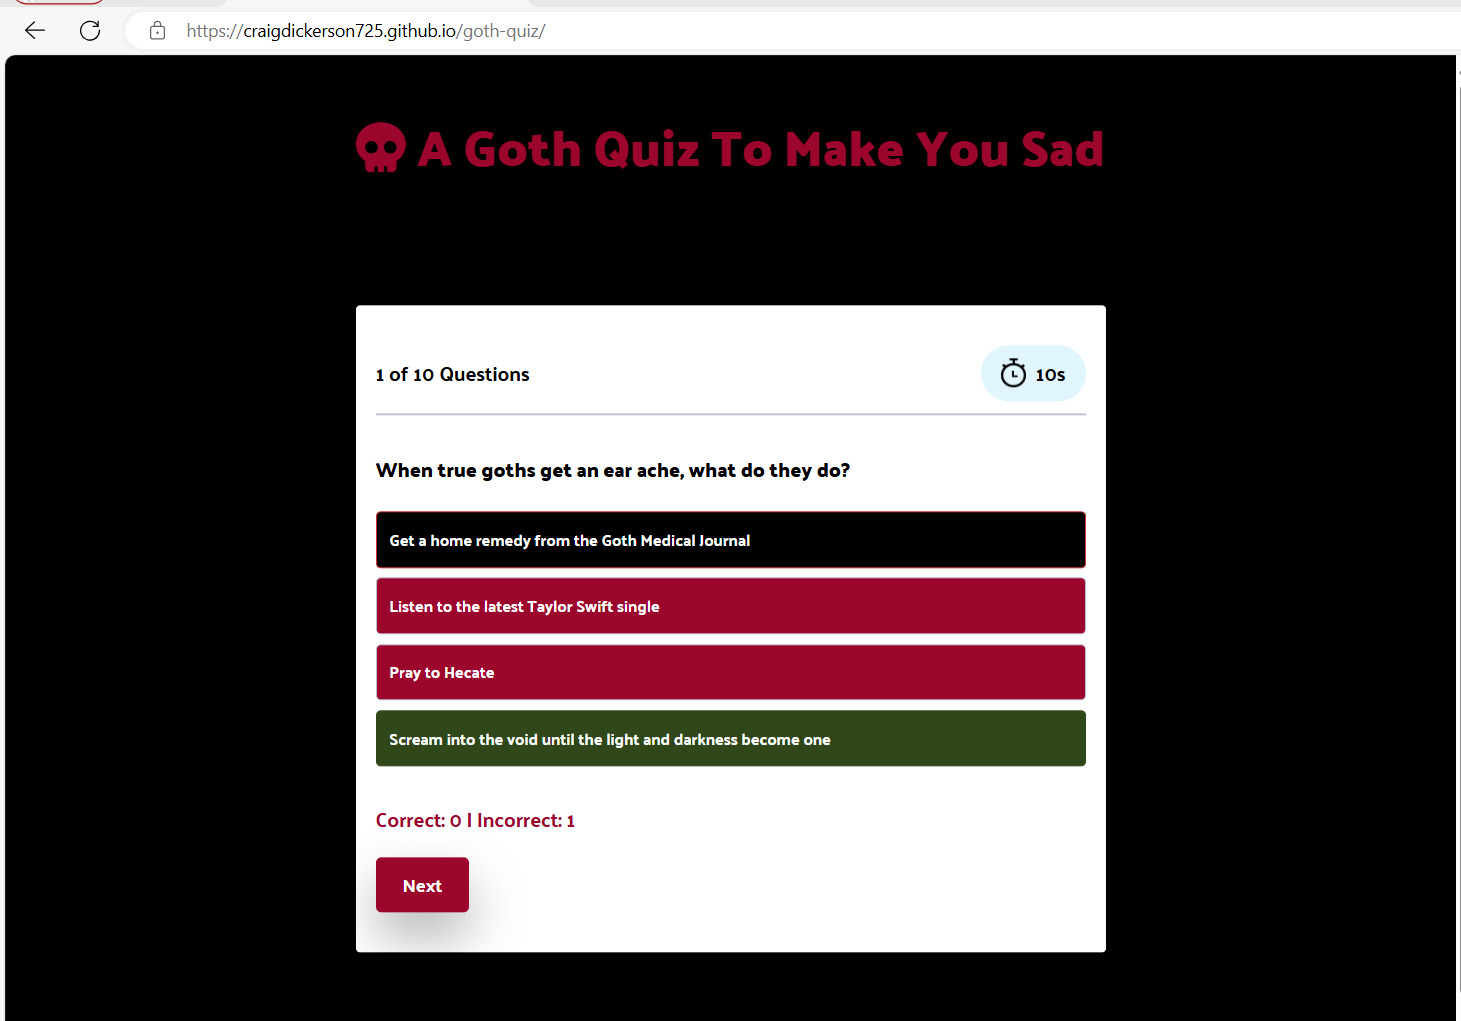 https://craigdickerson725.github.io/goth-quiz/
A Goth Quiz To Make You Sad
1 of 10 Questions
10s
When true goths get an ear ache, what do they do?
Get a home remedy from the Goth Medical Journal
Listen to the latest Taylor Swift single
Pray to Hecate
Scream into the void until the light and darkness become one
Correct: 0 | Incorrect: 1
Next